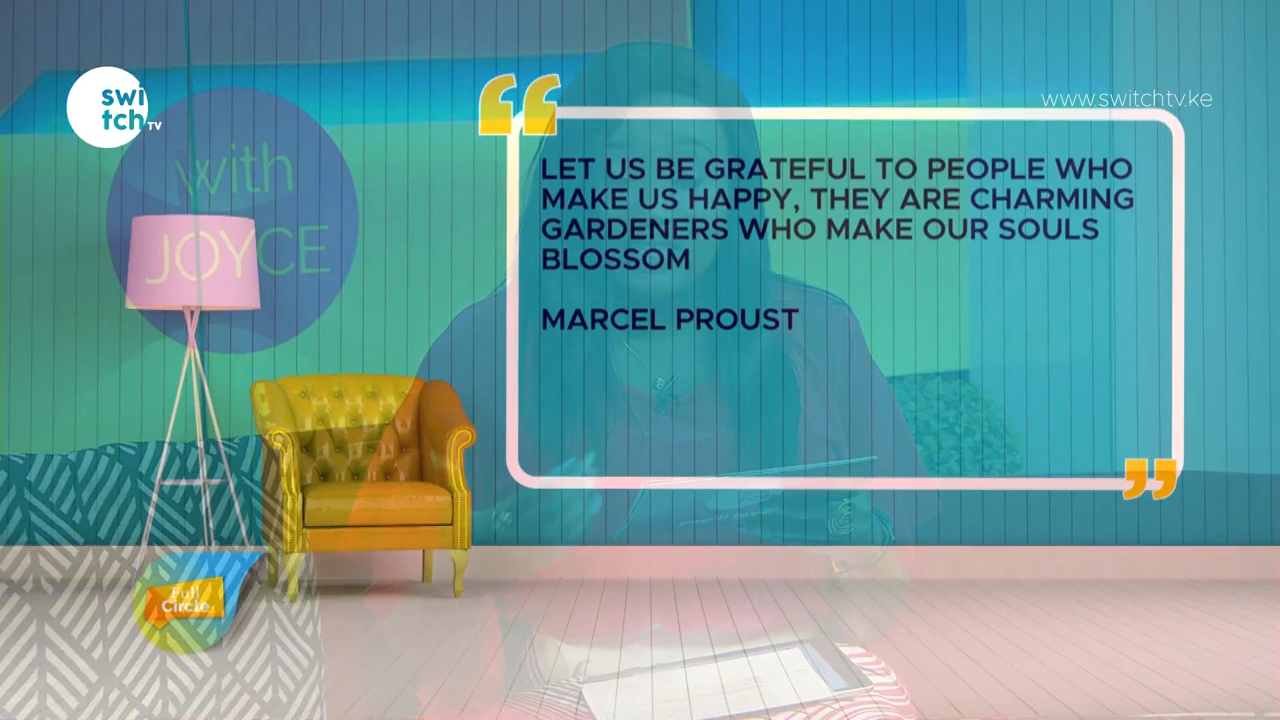 swi
tch TV
www.switchtv.ke
with
JOYCE
LET US BE GRATEFUL TO PEOPLE WHO
MAKE US HAPPY, THEY ARE CHARMING
GARDENERS WHO MAKE OUR SOULS
BLOSSOM
MARCEL PROUST
Full
Circle